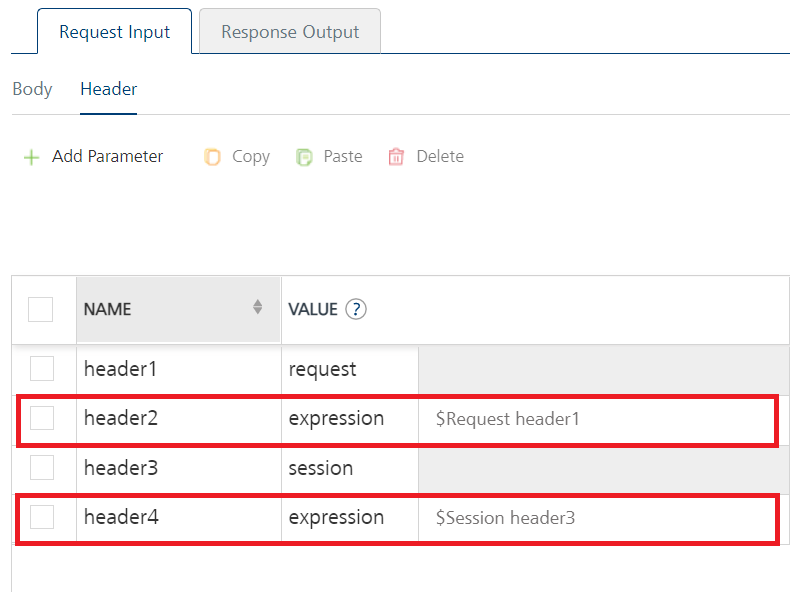 Request Input Response Output
Body Header
Add Parameter Copy Paste Delete
NAME VALUE ?
header1 request
header2 expression $Request header1
header3 session
header4 expression $Session header3